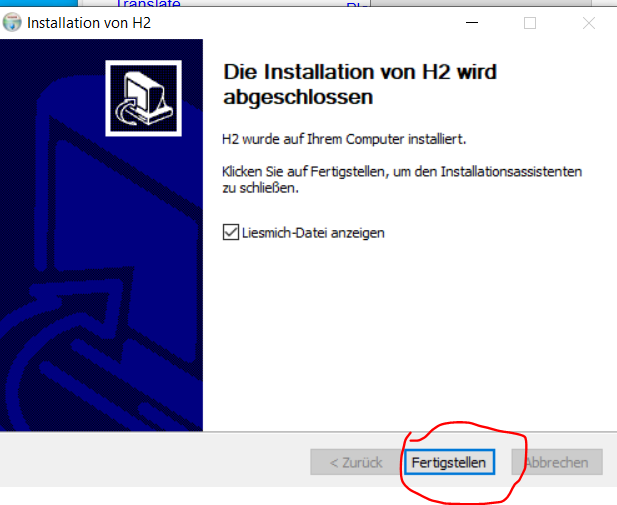 Translate
Installation von H2
Die Installation von H2 wird
abgeschlossen
H2 wurde auf Ihrem Computer installiert.
Klicken Sie auf Fertigstellen, um den Installationsassistenten
zu schließen.
Liesmich-Datei anzeigen
< Zurück
Fertigstellen
Abbrechen